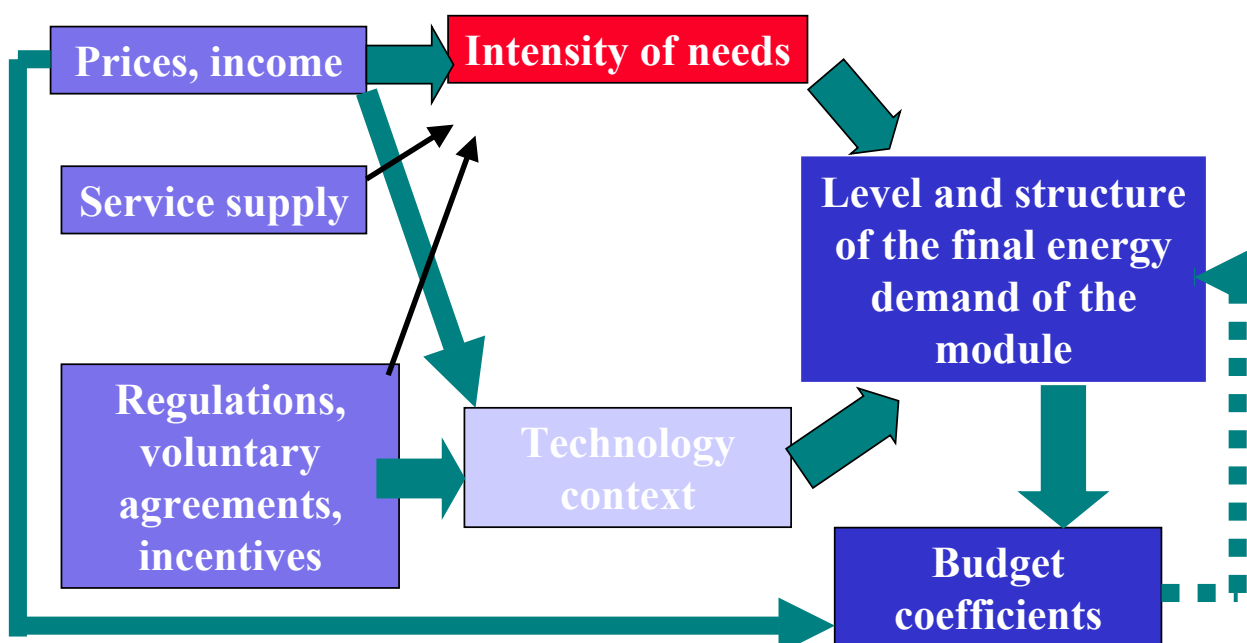 Prices, income
Intensity of needs
Service supply
Level and structure
of the final energy
demand of the
module
Regulations,
voluntary
agreements,
incentives
Technology
context
Budget
coefficients